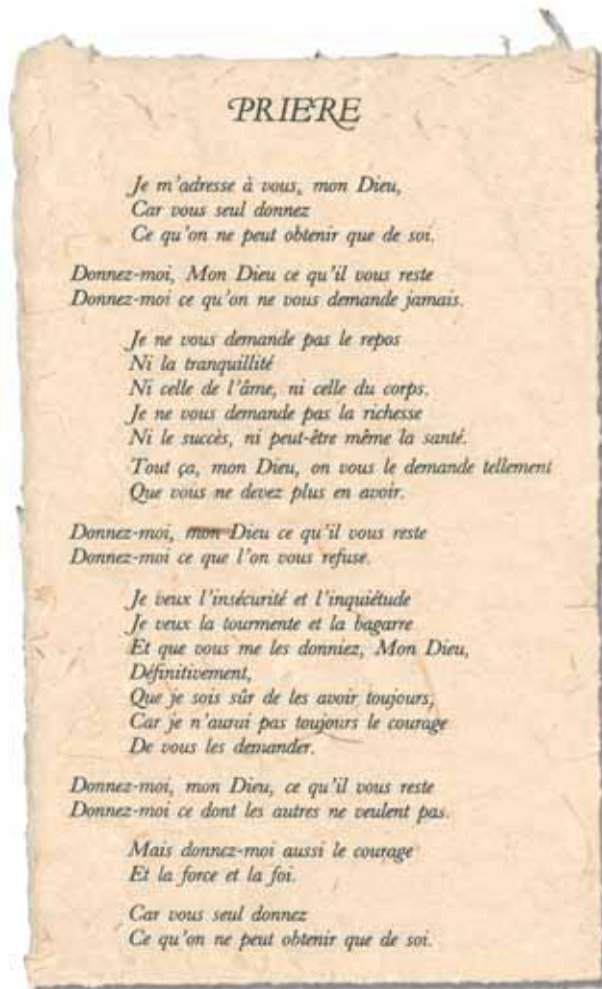 PRIERE
Je m'adresse à vous, mon Dieu,
Car vous seul donnez
Ce qu'on ne peut obtenir que de soi.
Donnez-moi, Mon Dieu ce qu'il vous reste
Donnez-moi ce qu'on ne vous demande jamais.
Je ne vous demande pas le repos
Ni la tranquillité
Ni celle de l'âme, ni celle du corps.
Je ne vous demande pas la richesse
Ni le succès, ni peut-être même la santé.
Tout ça, mon Dieu, on vous le demande tellement
Que vous ne devez plus en avoir.
Donnez-moi, mon Dieu ce qu'il vous reste
Donnez-moi ce que l'on vous refuse.
Je veux l'insécurité et l'inquiétude
Je veux la tourmente et la bagarre
Et que vous me les donniez, Mon Dieu,
Définitivement,
Que je sois sûr de les avoir toujours,
Car je n'aurai pas toujours le courage
De vous les demander.
Donnez-moi, mon Dieu, ce qu'il vous reste
Donnez-moi ce dont les autres ne veulent pas.
Mais donnez-moi aussi le courage
Et la force et la foi.
Car vous seul donnez
Ce qu'on ne peut obtenir que de soi.